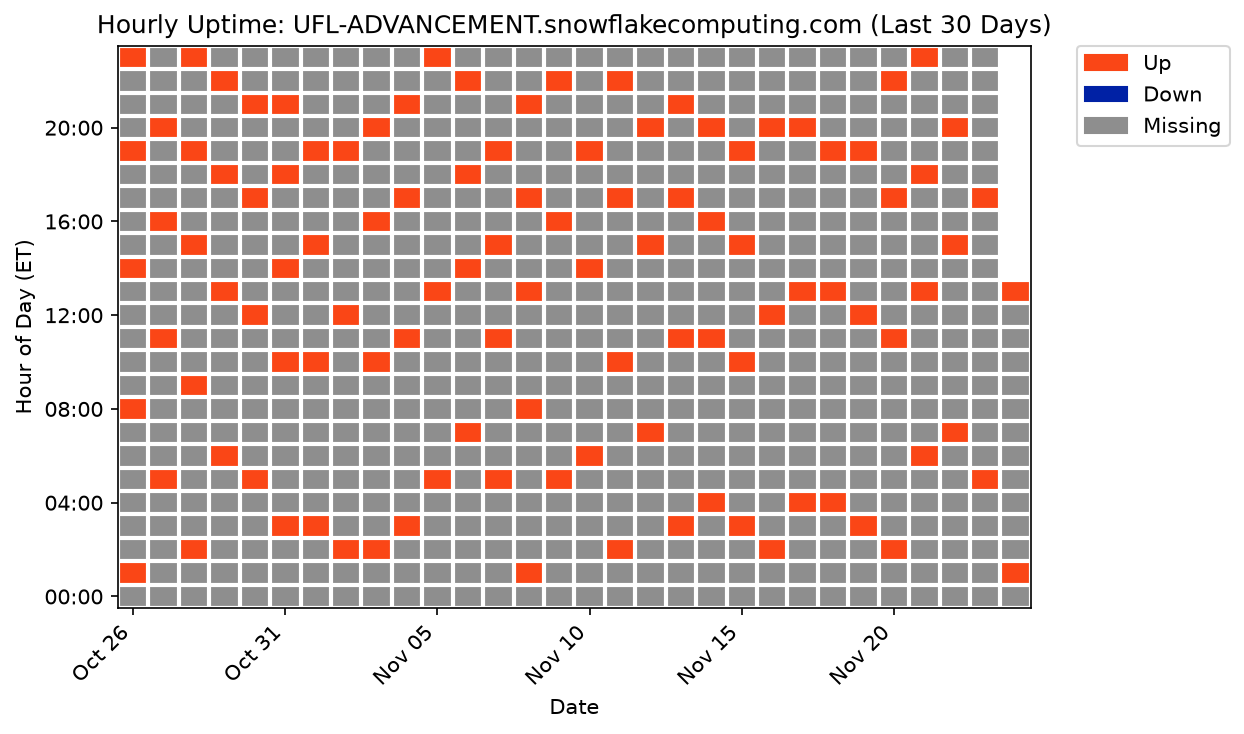 Hourly Uptime: UFL-ADVANCEMENT.snowflakecomputing.com (Last 30 Days)
Up
Down
Missing
Hour of Day (ET)
20:00
16:00
12:00
08:00
04:00
00:00
Oct 26
Oct 31
Nov 05
Nov 10
Nov 15
Nov 20
Date